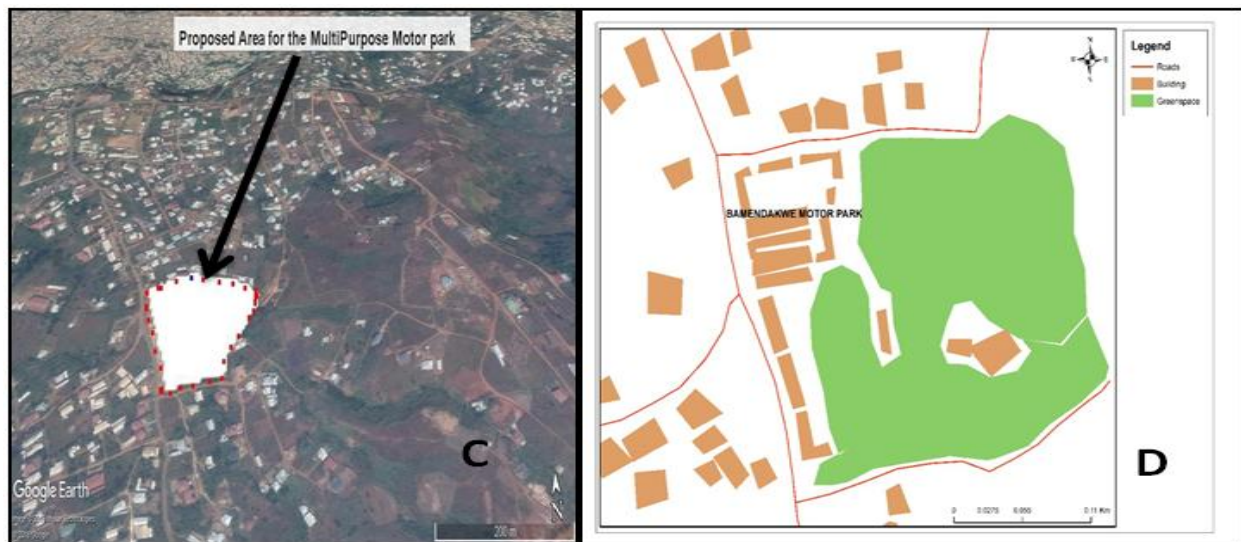 Proposed Area for the MultiPurpose Motor park
C
Google Earth
N
200 m
Legend
Roads
Building
Greenspace
BAMENDAKWE MOTOR PARK
D
0 0.0275 0.055 0.11 Km